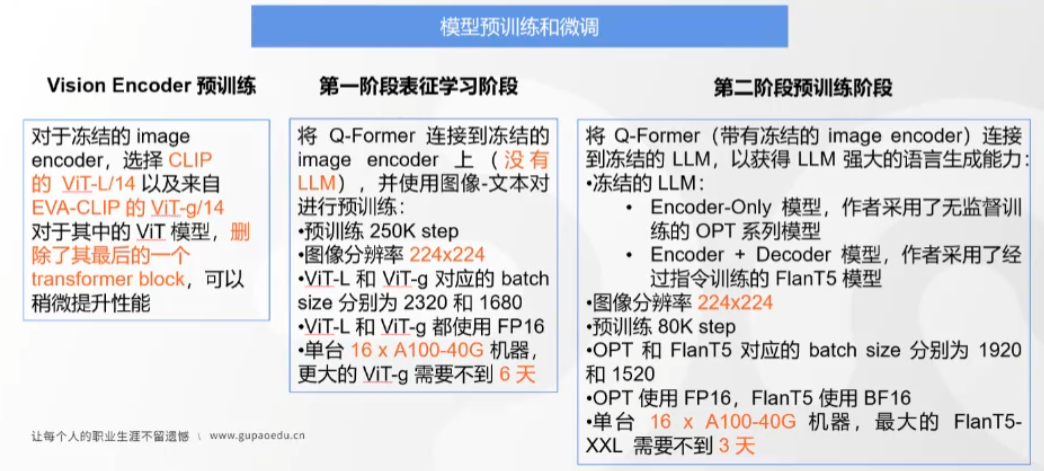 模型预训练和微调
Vision Encoder 预训练
对于冻结的 image
encoder，选择 CLIP
的 ViT-L/14 以及来自
EVA-CLIP 的 ViT-g/14
对于其中的 ViT 模型，删
除了其最后的一个
transformer block，可以
稍微提升性能
第一阶段表征学习阶段
将 Q-Former 连接到冻结的
image encoder 上（没有
LLM），并使用图像-文本对
进行预训练：
•预训练 250K step
•图像分辨率 224x224
•ViT-L 和 ViT-g 对应的 batch
size 分别为 2320 和 1680
•ViT-L 和 ViT-g 都使用 FP16
•单台 16 x A100-40G 机器，
更大的 ViT-g 需要不到 6 天
第二阶段预训练阶段
将 Q-Former（带有冻结的 image encoder）连接
到冻结的 LLM，以获得 LLM 强大的语言生成能力：
•冻结的 LLM：
• Encoder-Only 模型，作者采用了无监督训
练的 OPT 系列模型
• Encoder + Decoder 模型，作者采用了经
过指令训练的 FlanT5 模型
•图像分辨率 224x224
•预训练 80K step
•OPT 和 FlanT5 对应的 batch size 分别为 1920
和 1520
•OPT 使用 FP16，FlanT5 使用 BF16
•单台 16 x A100-40G 机器，最大的 FlanT5-
XXL 需要不到 3 天
让每个人的职业生涯不留遗憾 \ www.gupaoedu.cn